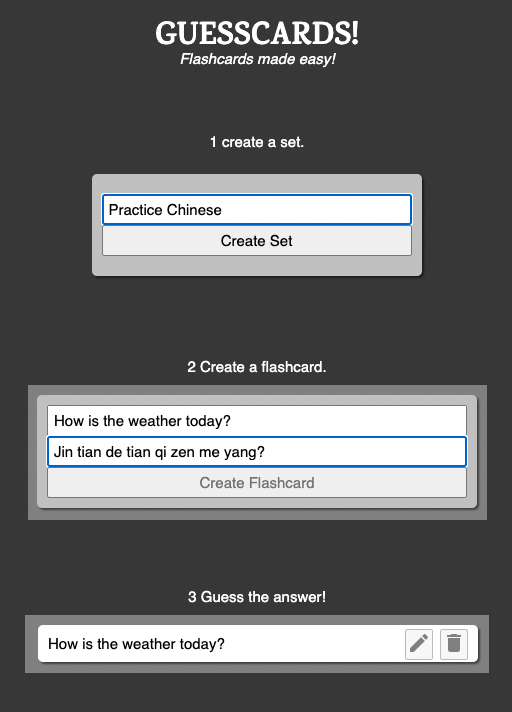 GUESSCARDS!
Flashcards made easy!
1 create a set.
Practice Chinese
Create Set
2 Create a flashcard.
How is the weather today?
Jin tian de tian qi zen me yang?
Create Flashcard
3 Guess the answer!
How is the weather today?